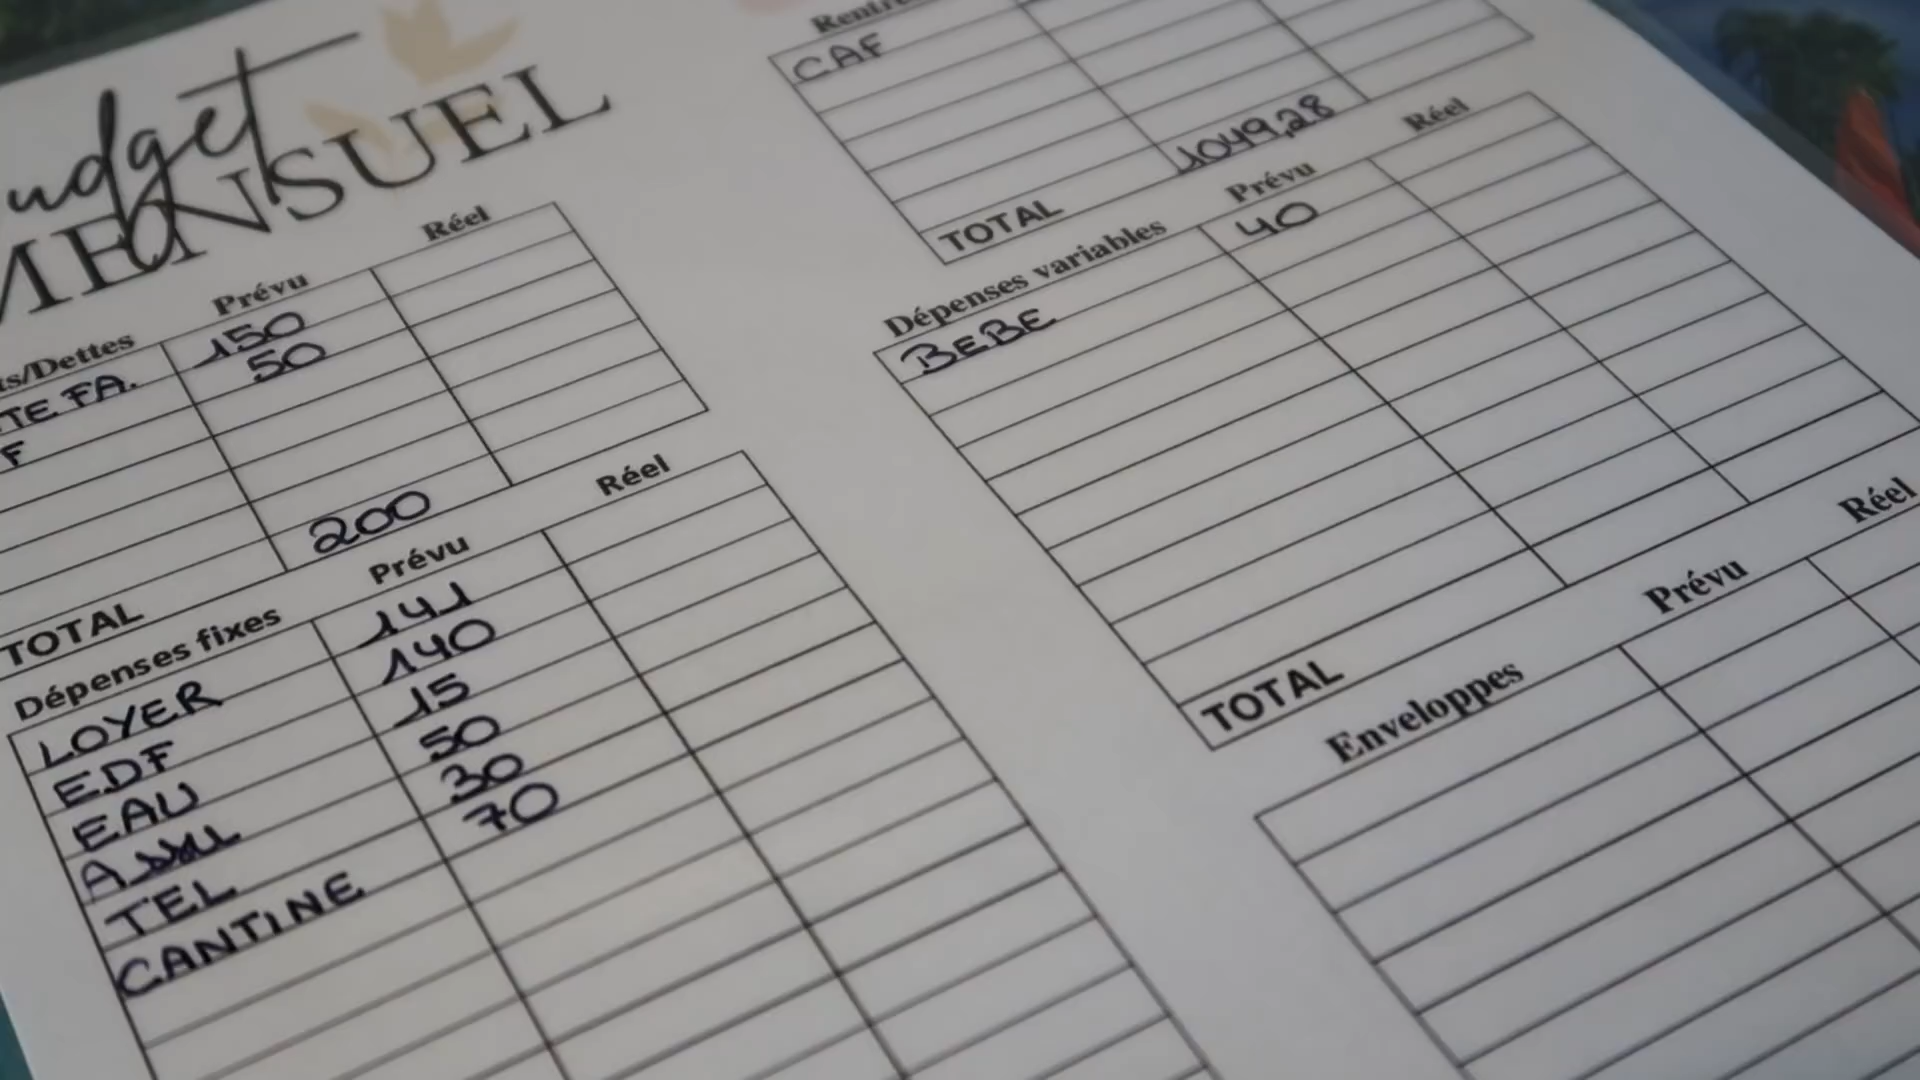 udget
MENSUEL
ts/Dettes Prévu Réel
TE FA. 150
F 50
TOTAL 200
Dépenses fixes Prévu Réel
LOYER 141
EDF 140
EAU 15
50
TEL 30
CANTINE 70
CAF
TOTAL 1049,28
Dépenses variables Prévu Réel
BEBE 40
TOTAL
Enveloppes Prévu Réel